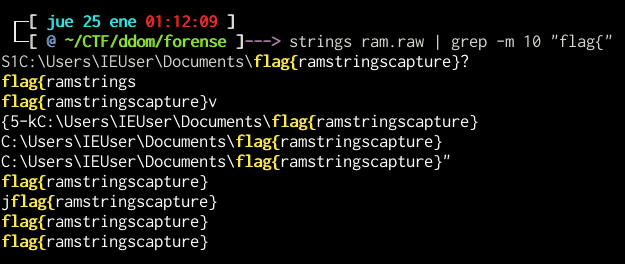 [ jue 25 ene 01:12:09 ]
[ @ ~/CTF/ddom/forense ]---> strings ram.raw | grep -m 10 "flag{"
S1C:\Users\IEUser\Documents\flag{ramstringscapture}?
flag{ramstrings
flag{ramstringscapture}v
{5-kC:\Users\IEUser\Documents\flag{ramstringscapture}
C:\Users\IEUser\Documents\flag{ramstringscapture}
C:\Users\IEUser\Documents\flag{ramstringscapture}"
flag{ramstringscapture}
jflag{ramstringscapture}
flag{ramstringscapture}
flag{ramstringscapture}